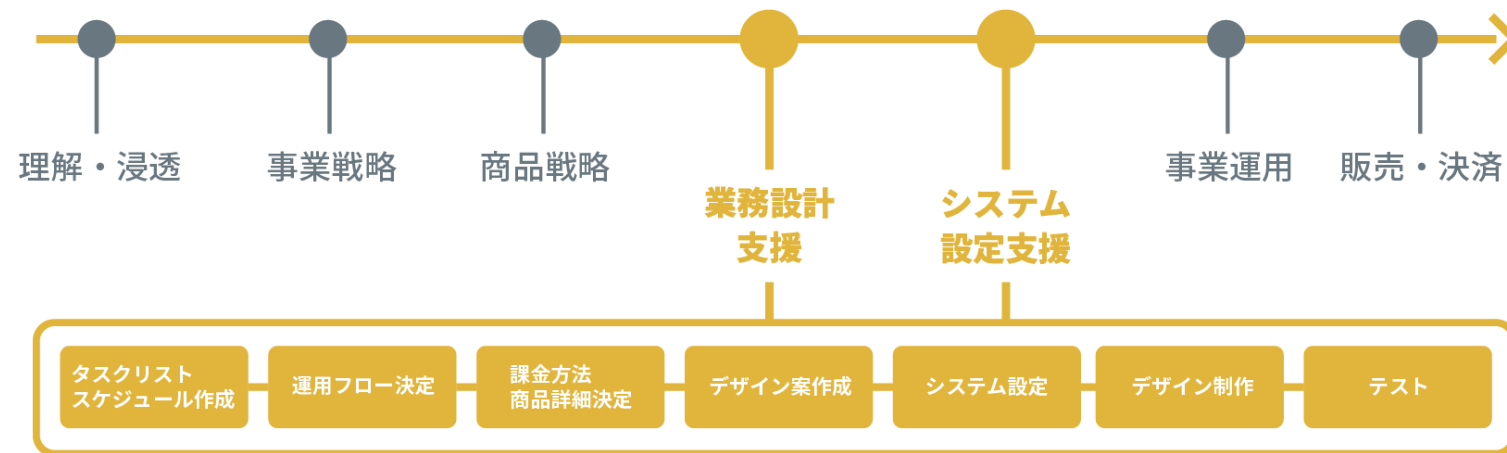 理解・浸透
事業戦略
商品戦略
業務設計
支援
システム
設定支援
事業運用
販売・決済
タスクリスト
スケジュール作成
運用フロー決定
課金方法
商品詳細決定
デザイン案作成
システム設定
デザイン制作
テスト